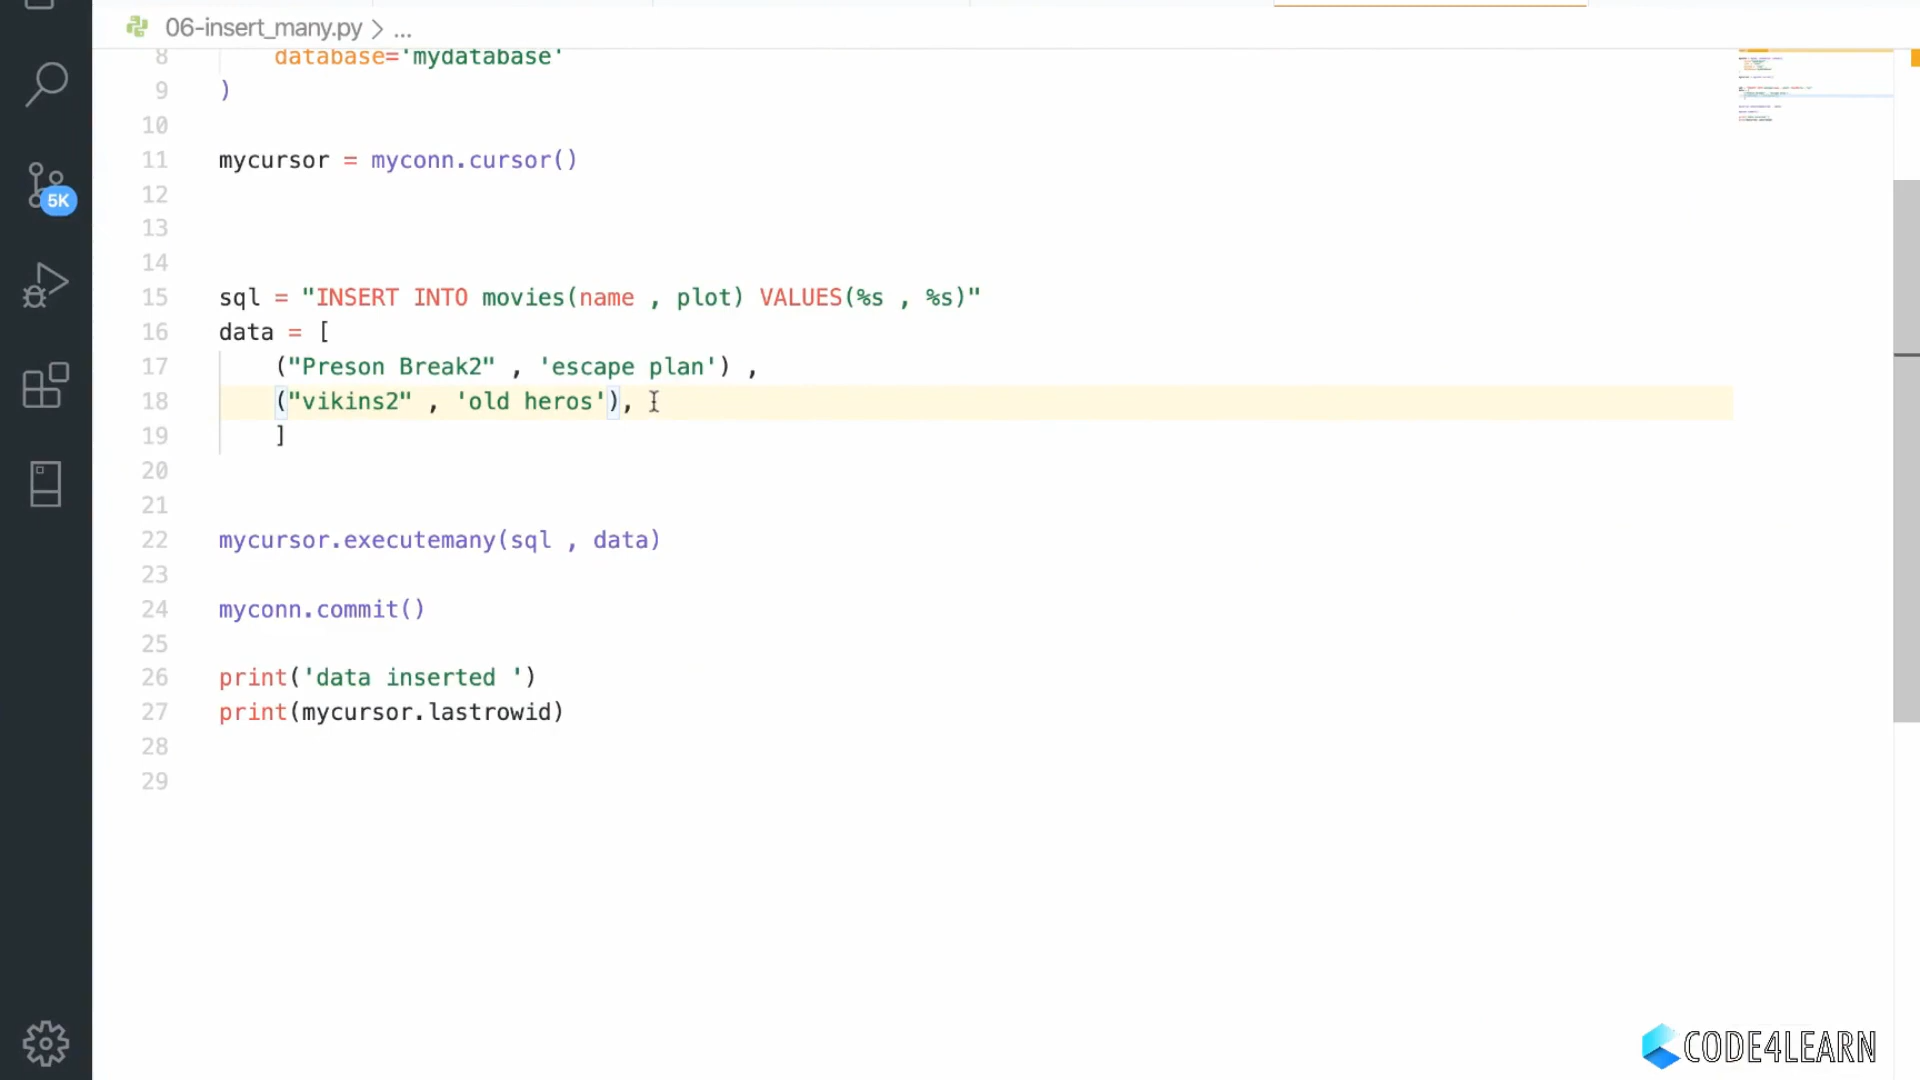 06-insert_many.py > ...
8 database='mydatabase'
9 )
10
11 mycursor = myconn.cursor()
12
13
14
15 sql = "INSERT INTO movies(name , plot) VALUES(%s , %s)"
16 data = [
17 ("Preson Break2" , 'escape plan') ,
18 ("vikins2" , 'old heros'),
19 ]
20
21
22 mycursor.executemany(sql , data)
23
24 myconn.commit()
25
26 print('data inserted ')
27 print(mycursor.lastrowid)
28
29
5K
CODE4LEARN